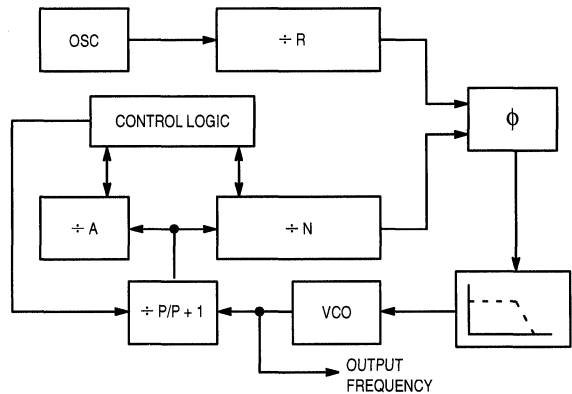 OSC
÷ R
CONTROL LOGIC
ϕ
÷ A
÷ N
÷ P/P + 1
VCO
OUTPUT
FREQUENCY